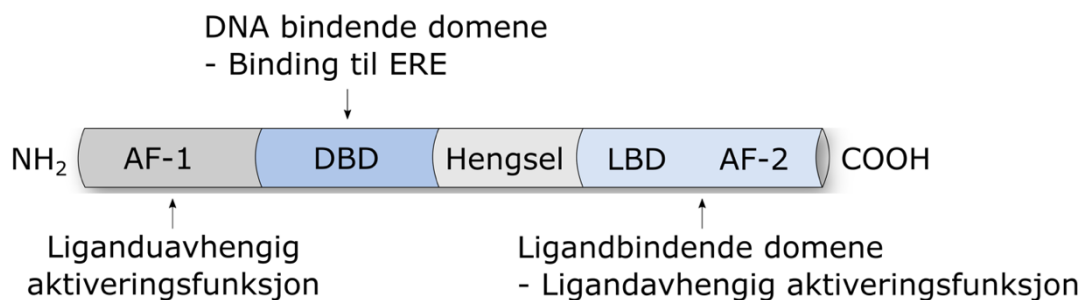 DNA bindende domene
- Binding til ERE
NH2 AF-1 DBD Hengsel LBD AF-2 COOH
Liganduavhengig
aktiveringsfunksjon
Ligandbindende domene
- Ligandavhengig aktiveringsfunksjon